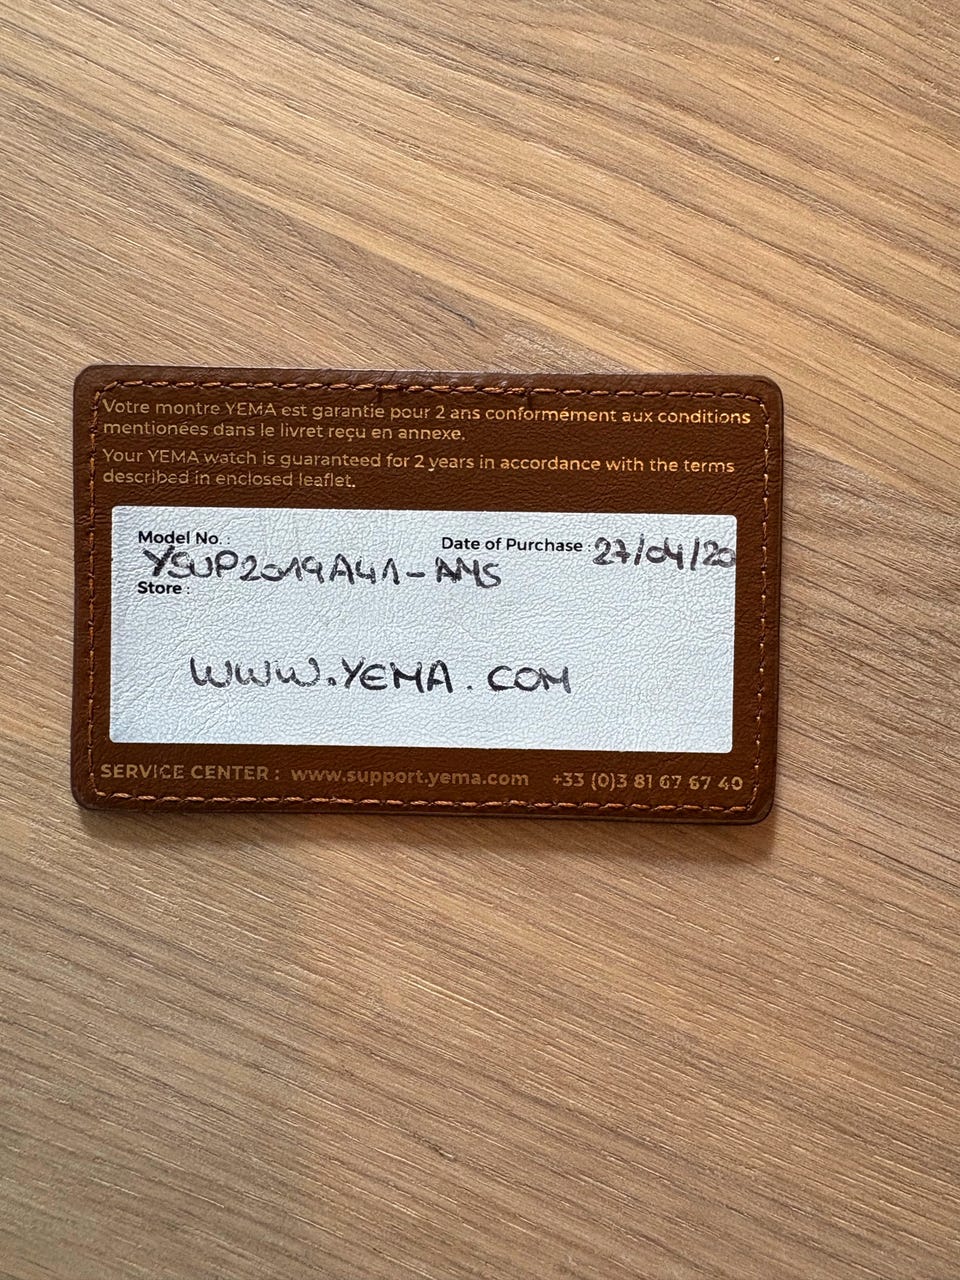 Votre montre YEMA est garantie pour 2 ans conformément aux conditions
mentionées dans le livret reçu en annexe.
Your YEMA watch is guaranteed for 2 years in accordance with the terms
described in enclosed leaflet.
Model No. : Date of Purchase : 27/04/20
YSUP2019A41-AMS
Store :
WWW.YEMA.COM
SERVICE CENTER : www.support.yema.com +33 (0)3 81 67 67 40